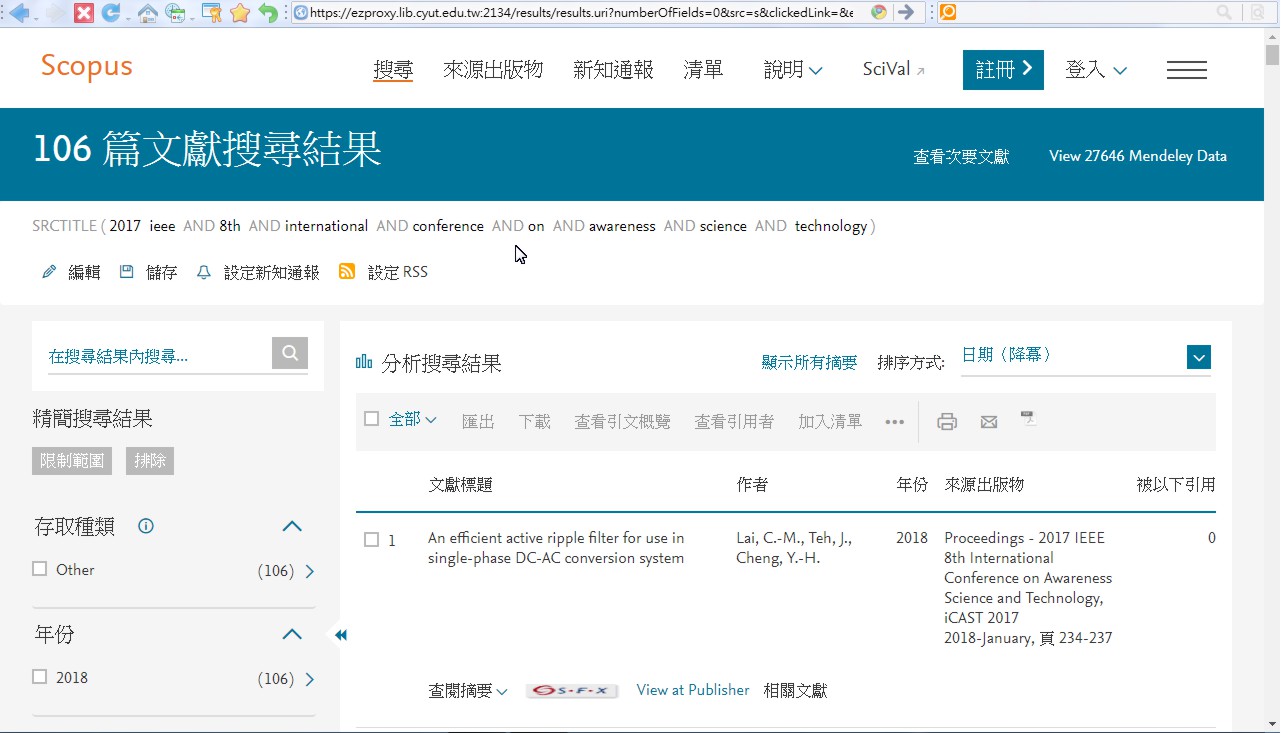 https://ezproxy.lib.cyut.edu.tw:2134/results/results.uri?numberOfFields=0&src=s&clickedLink=&e
Scopus
搜尋 來源出版物 新知通報 清單 說明 SciVal 註冊 登入
106 篇文獻搜尋結果
查看次要文獻 View 27646 Mendeley Data
SRCTITLE ( 2017 ieee AND 8th AND international AND conference AND on AND awareness AND science AND technology )
編輯 儲存 設定新知通報 設定 RSS
在搜尋結果內搜尋...
精簡搜尋結果
限制範圍 排除
存取種類
Other (106)
年份
2018 (106)
分析搜尋結果 顯示所有摘要 排序方式: 日期（降冪）
全部 匯出 下載 查看引文概覽 查看引用者 加入清單
文獻標題 作者 年份 來源出版物 被以下引用
1 An efficient active ripple filter for use in Lai, C.-M., Teh, J., 2018 Proceedings - 2017 IEEE 0
single-phase DC-AC conversion system Cheng, Y.-H. 8th International
Conference on Awareness
Science and Technology,
iCAST 2017
2018-January, 頁 234-237
查閱摘要 S·F·X View at Publisher 相關文獻